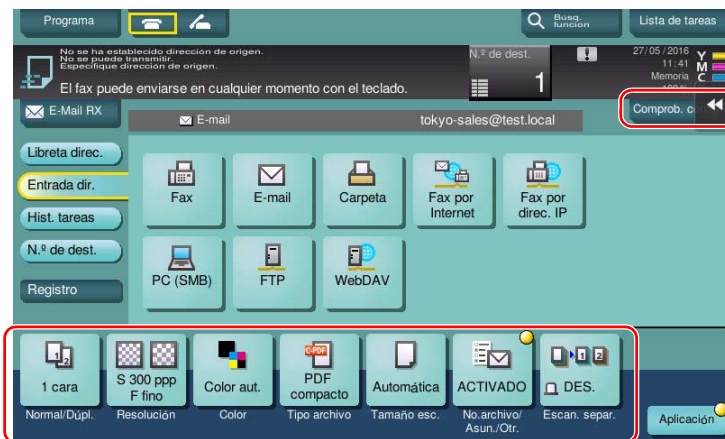 Programa
Búsq. función
Lista de tareas
No se ha establecido dirección de origen.
No se puede transmitir.
Especifique dirección de origen.
El fax puede enviarse en cualquier momento con el teclado.
N.º de dest.
1
27/05/2016
11:41
Memoria
Y
M
C
E-Mail RX
E-mail
tokyo-sales@test.local
Comprob. c
Libreta direc.
Entrada dir.
Hist. tareas
N.º de dest.
Registro
Fax
E-mail
Carpeta
Fax por
Internet
Fax por
direc. IP
PC (SMB)
FTP
WebDAV
1 cara
S 300 ppp
F fino
Color aut.
C-PDF
PDF
compacto
Automática
ACTIVADO
DES.
Normal/Dúpl.
Resolución
Color
Tipo archivo
Tamaño esc.
No.archivo/
Asun./Otr.
Escan. separ.
Aplicación